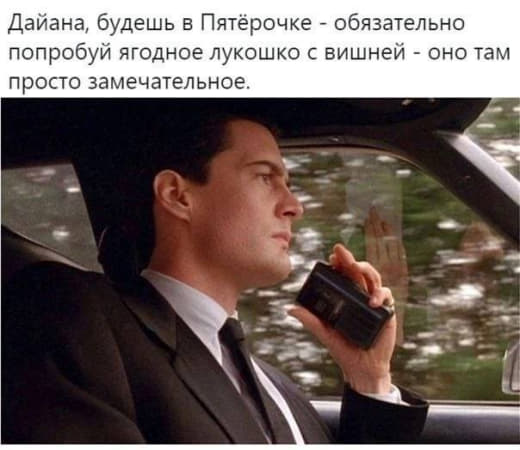 Дайана, будешь в Пятёрочке - обязательно
попробуй ягодное лукошко с вишней - оно там
просто замечательное.